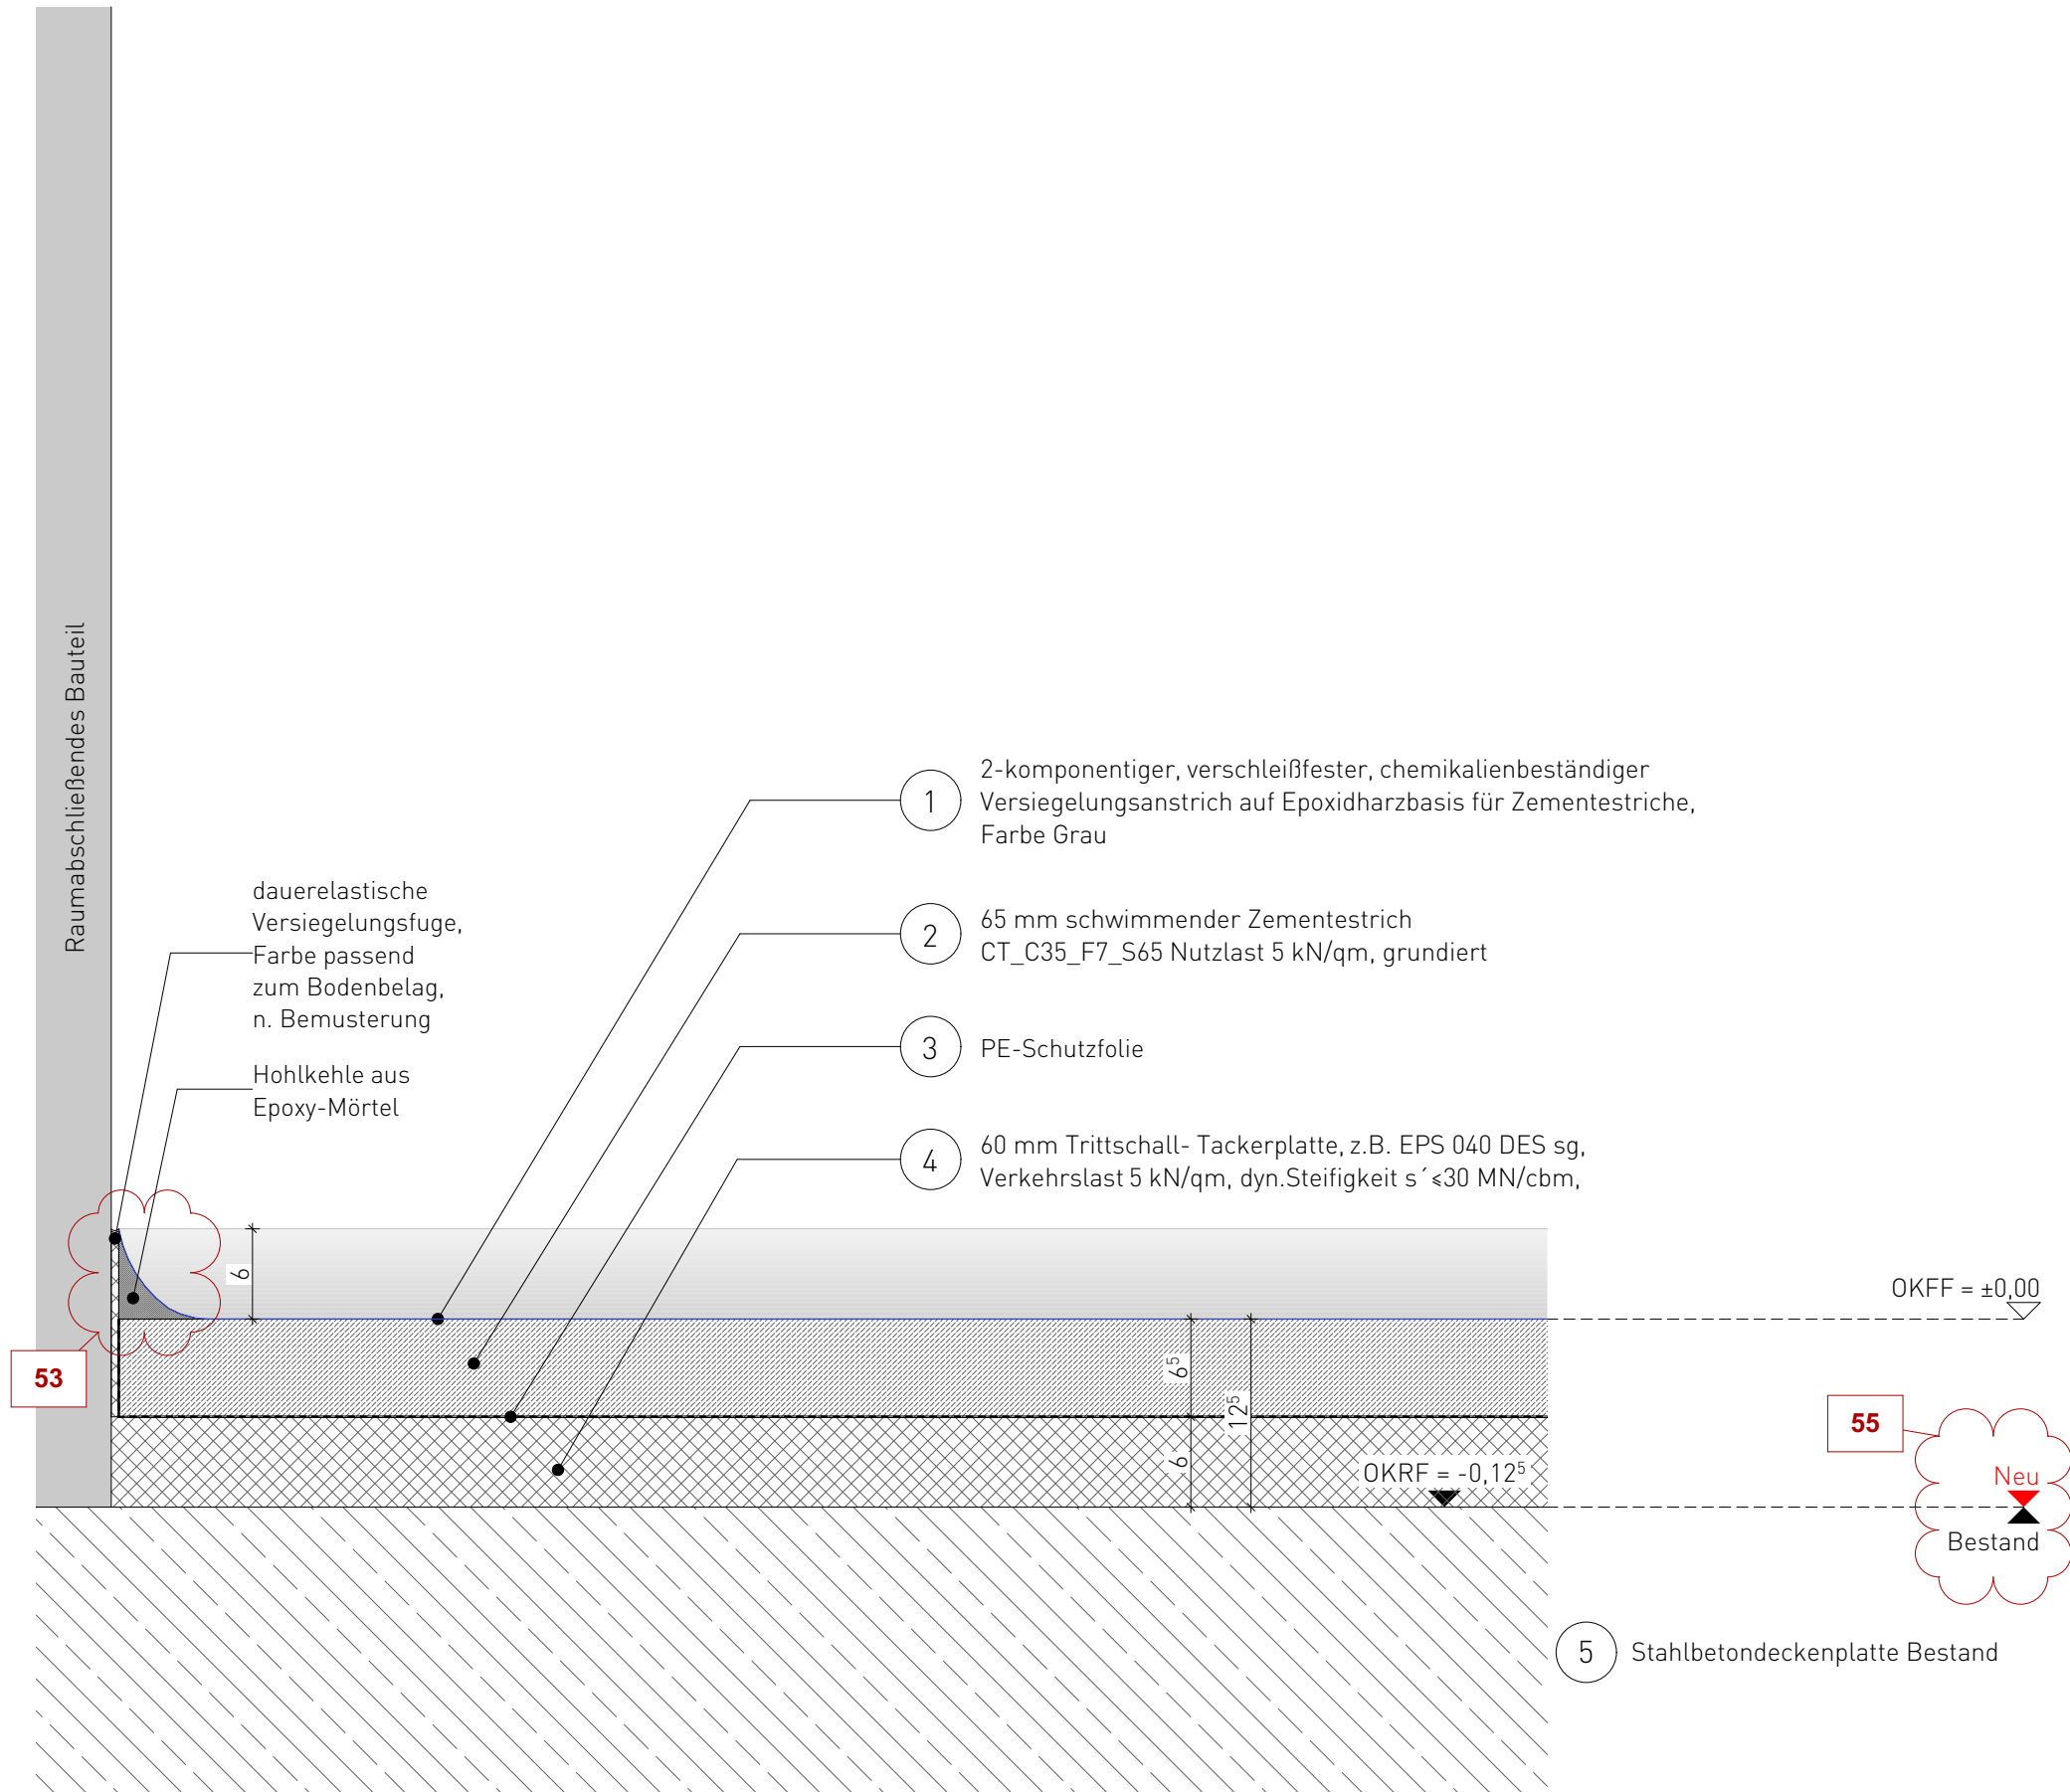 Raumabschließendes Bauteil
1
2-komponentiger, verschleißfester, chemikalienbeständiger
Versiegelungsanstrich auf Epoxidharzbasis für Zementestriche,
Farbe Grau
dauerelastische
Versiegelungsfuge,
Farbe passend
zum Bodenbelag,
n. Bemusterung
2
65 mm schwimmender Zementestrich
CT_C35_F7_S65 Nutzlast 5 kN/qm, grundiert
3
PE-Schutzfolie
Hohlkehle aus
Epoxy-Mörtel
4
60 mm Trittschall- Tackerplatte, z.B. EPS 040 DES sg,
Verkehrslast 5 kN/qm, dyn.Steifigkeit s´≤30 MN/cbm,
6
OKFF = ±0,00
53
6⁵
12⁵
55
6
OKRF = -0,12⁵
Neu
Bestand
5
Stahlbetondeckenplatte Bestand